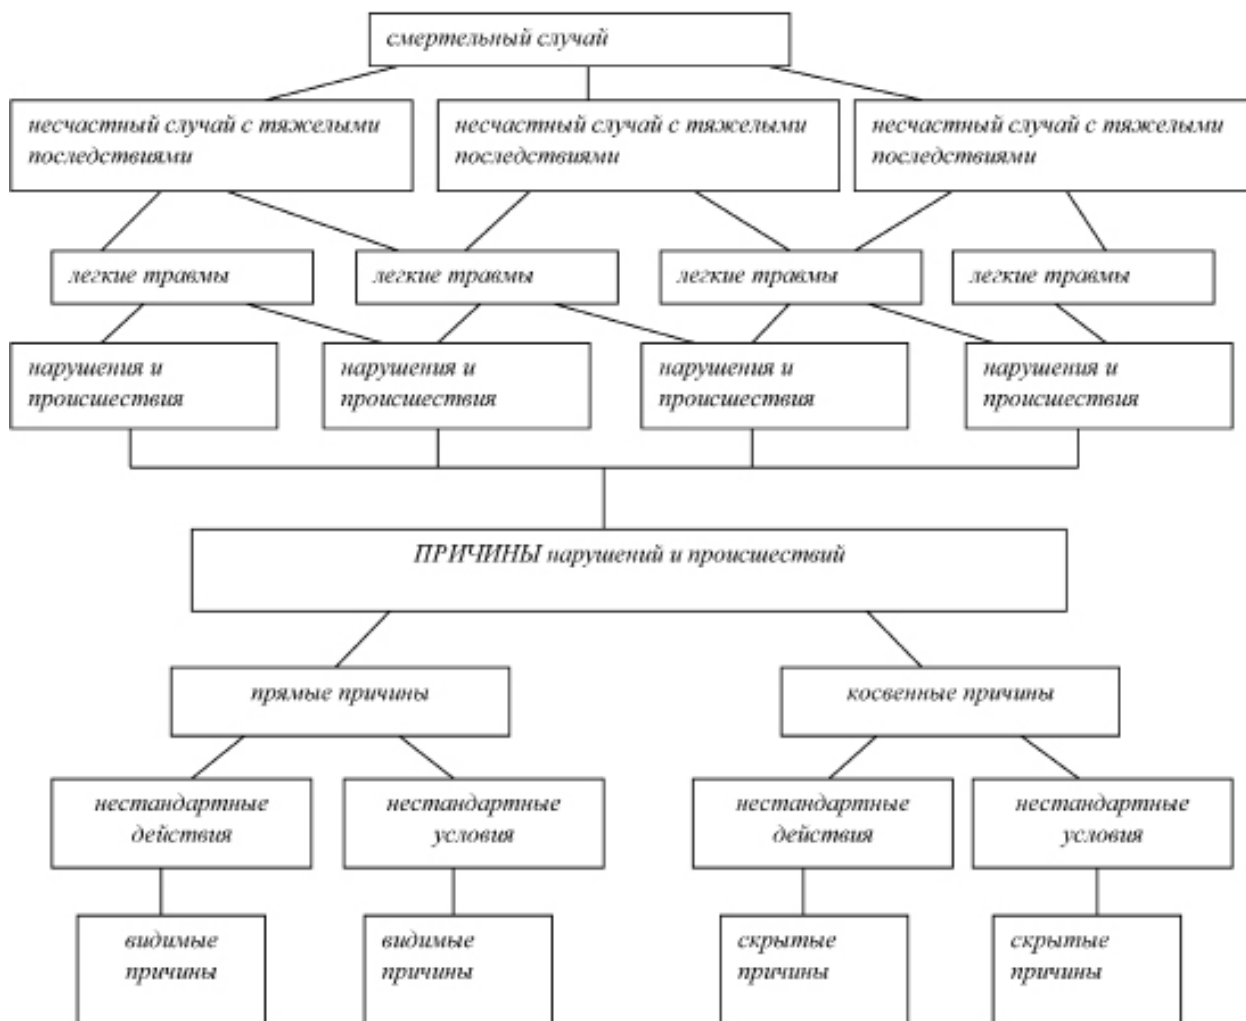 смертельный случай
несчастный случай с тяжелыми
последствиями
несчастный случай с тяжелыми
последствиями
несчастный случай с тяжелыми
последствиями
легкие травмы
легкие травмы
легкие травмы
легкие травмы
нарушения и
происшествия
нарушения и
происшествия
нарушения и
происшествия
нарушения и
происшествия
ПРИЧИНЫ нарушений и происшествий
прямые причины
косвенные причины
нестандартные
действия
нестандартные
условия
нестандартные
действия
нестандартные
условия
видимые
причины
видимые
причины
скрытые
причины
скрытые
причины